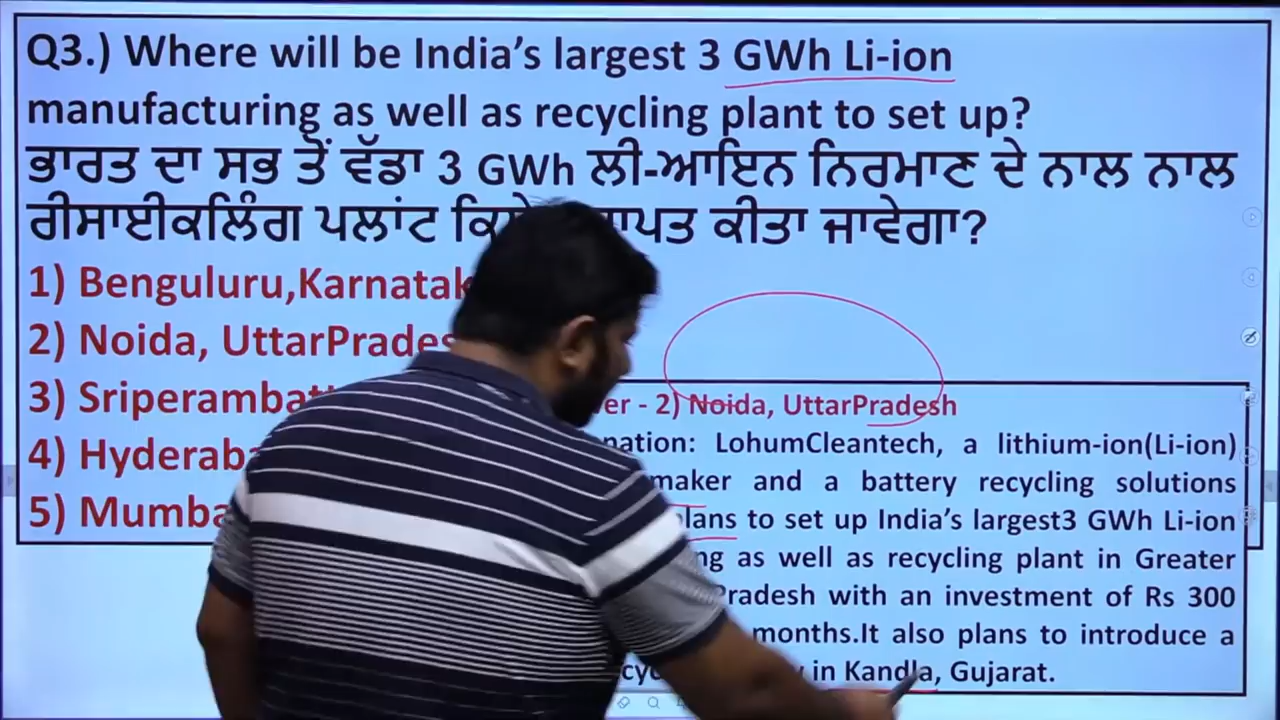 Q3.) Where will be India's largest 3 GWh Li-ion
manufacturing as well as recycling plant to set up?
ਭਾਰਤ ਦਾ ਸਭ ਤੋਂ ਵੱਡਾ 3 GWh ਲੀ-ਆਇਨ ਨਿਰਮਾਣ ਦੇ ਨਾਲ ਨਾਲ
ਰੀਸਾਈਕਲਿੰਗ ਪਲਾਂਟ ਕੀਤਾ ਜਾਵੇਗਾ?
1) Benguluru,Karnatak
2) Noida, UttarPrades
3) Sriperambat
4) Hyderab
5) Mumba
er - 2) Noida, UttarPradesh
nation: LohumCleantech, a lithium-ion(Li-ion)
maker and a battery recycling solutions
lans to set up India's largest3 GWh Li-ion
ng as well as recycling plant in Greater
Pradesh with an investment of Rs 300
months.It also plans to introduce a
in Kandla, Gujarat.